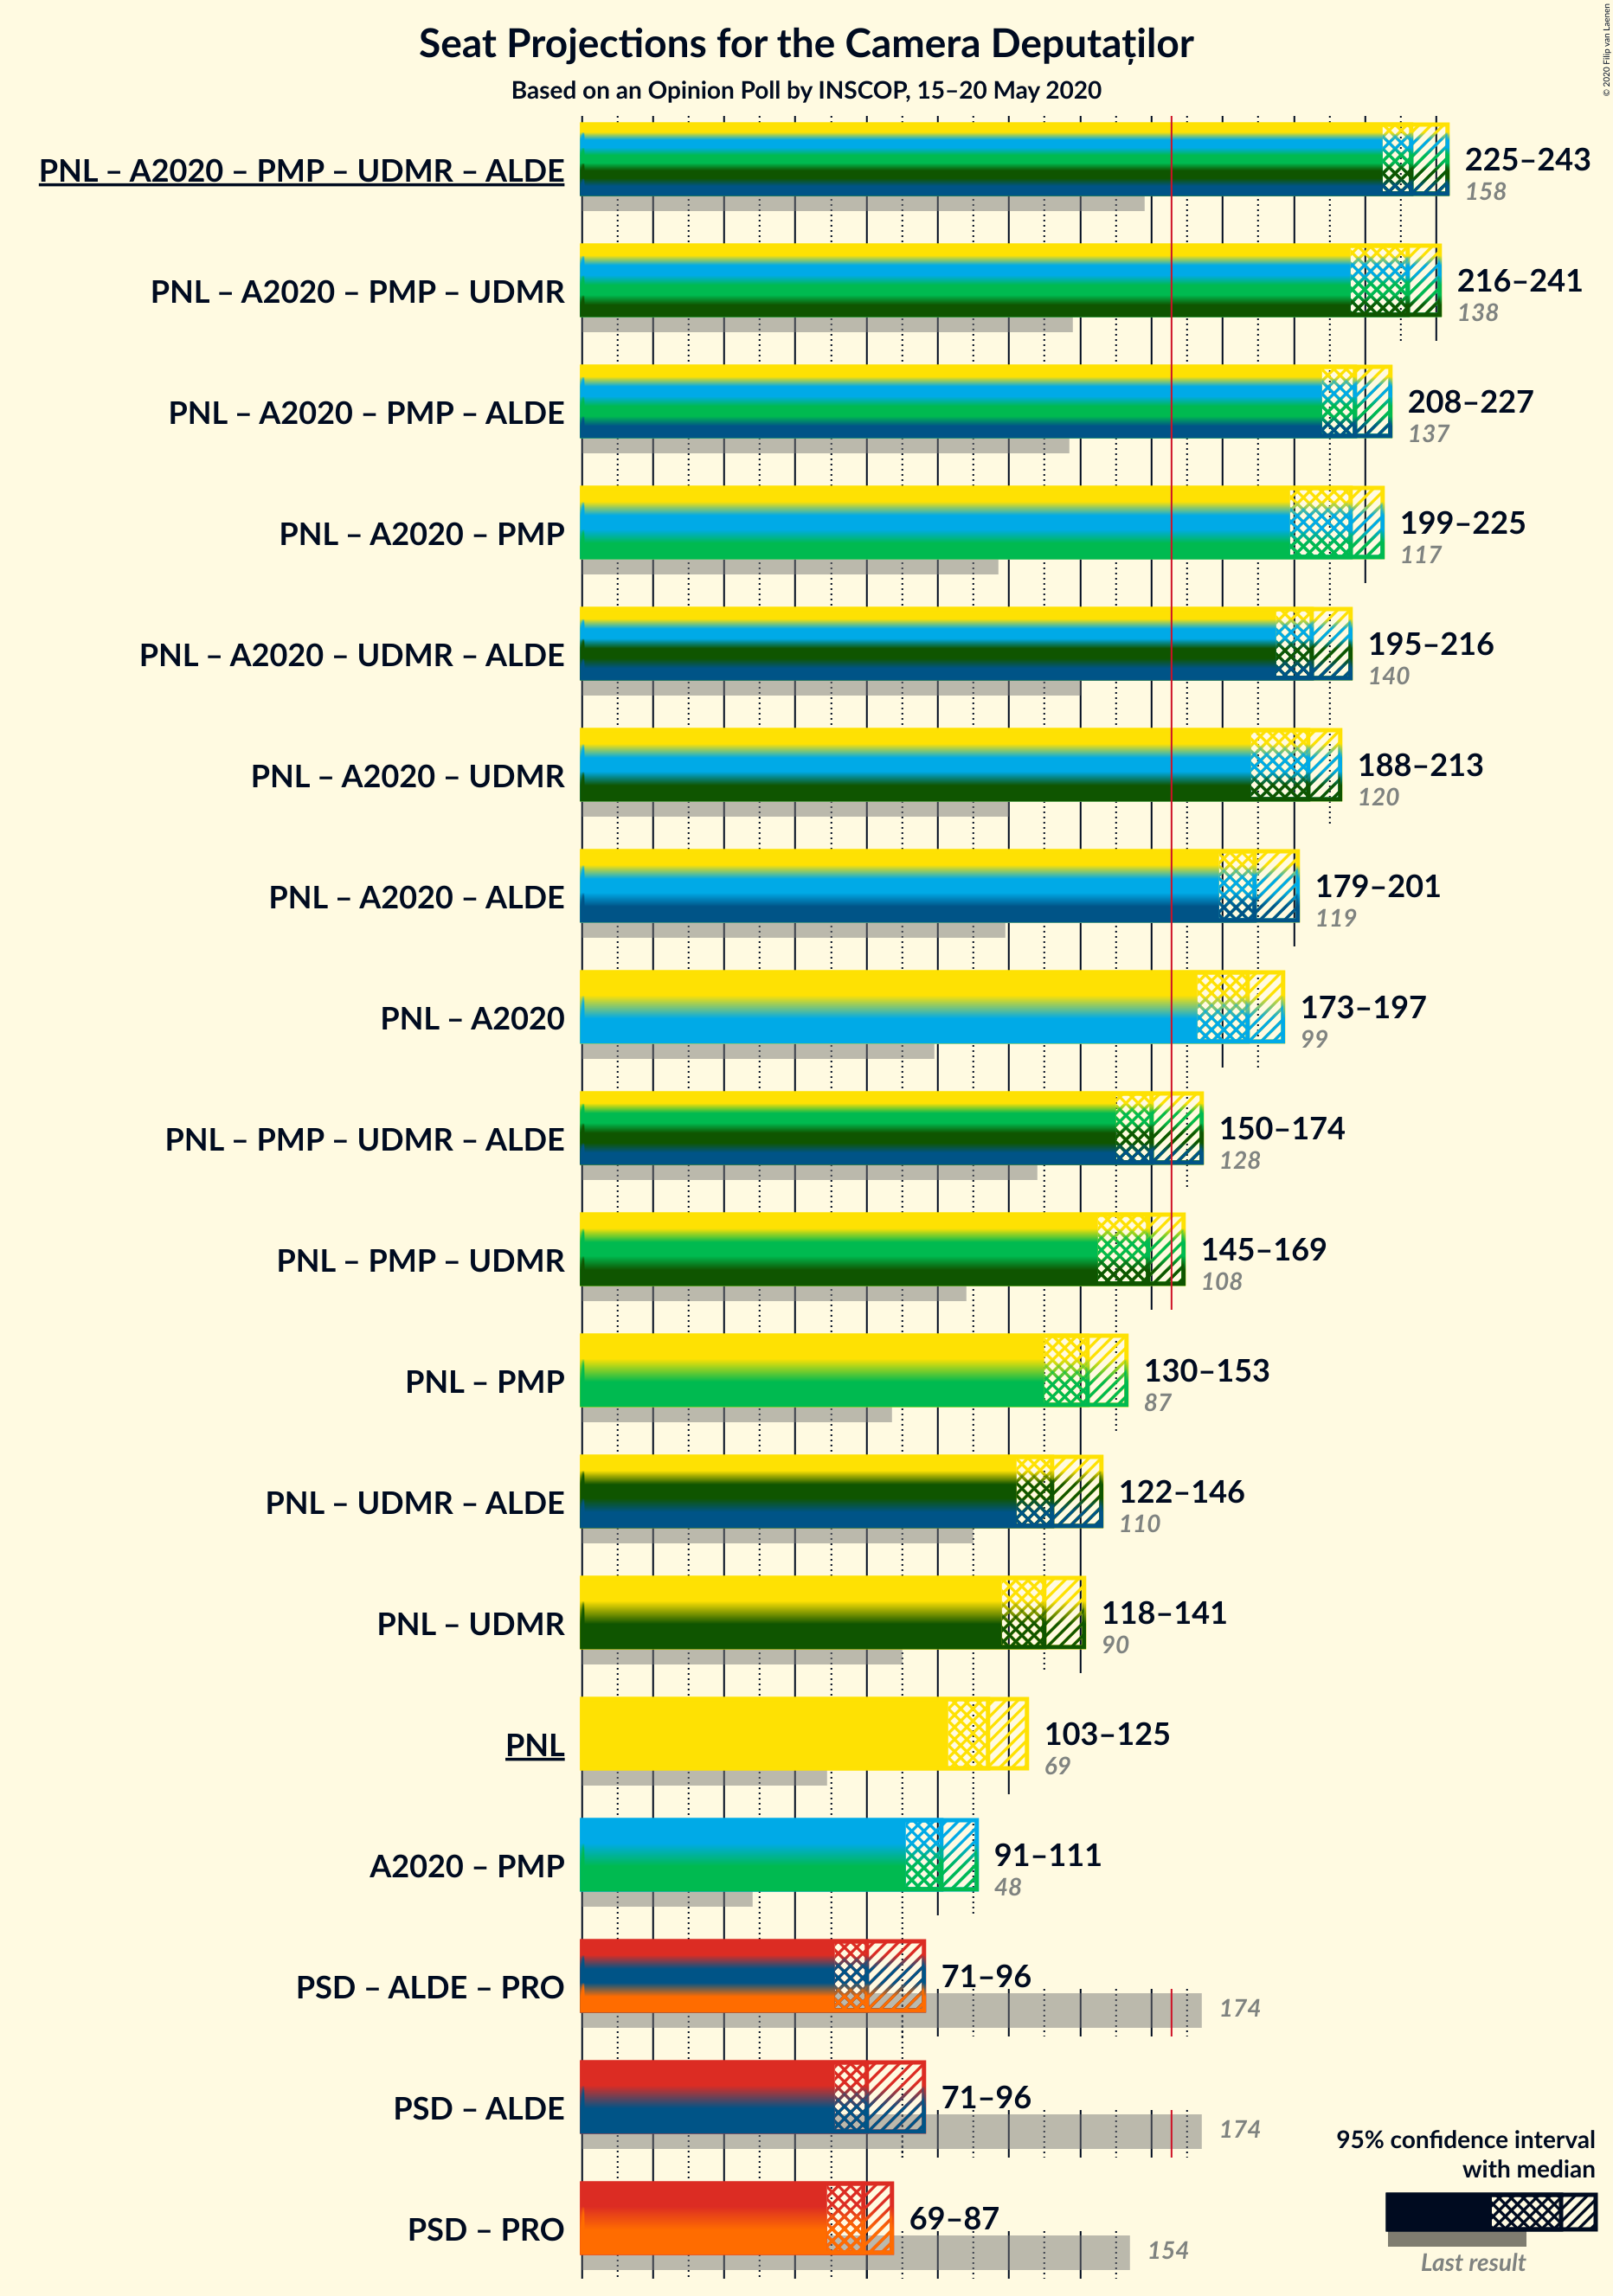 Seat Projections for the Camera Deputaților
Based on an Opinion Poll by INSCOP, 15–20 May 2020
© 2020 Filip van Laenen
PNL – A2020 – PMP – UDMR – ALDE
225–243
158
PNL – A2020 – PMP – UDMR
216–241
138
PNL – A2020 – PMP – ALDE
208–227
137
PNL – A2020 – PMP
199–225
117
PNL – A2020 – UDMR – ALDE
195–216
140
PNL – A2020 – UDMR
188–213
120
PNL – A2020 – ALDE
179–201
119
PNL – A2020
173–197
99
PNL – PMP – UDMR – ALDE
150–174
128
PNL – PMP – UDMR
145–169
108
PNL – PMP
130–153
87
PNL – UDMR – ALDE
122–146
110
PNL – UDMR
118–141
90
PNL
103–125
69
A2020 – PMP
91–111
48
PSD – ALDE – PRO
71–96
174
PSD – ALDE
71–96
174
PSD – PRO
69–87
154
95% confidence interval
with median
Last result